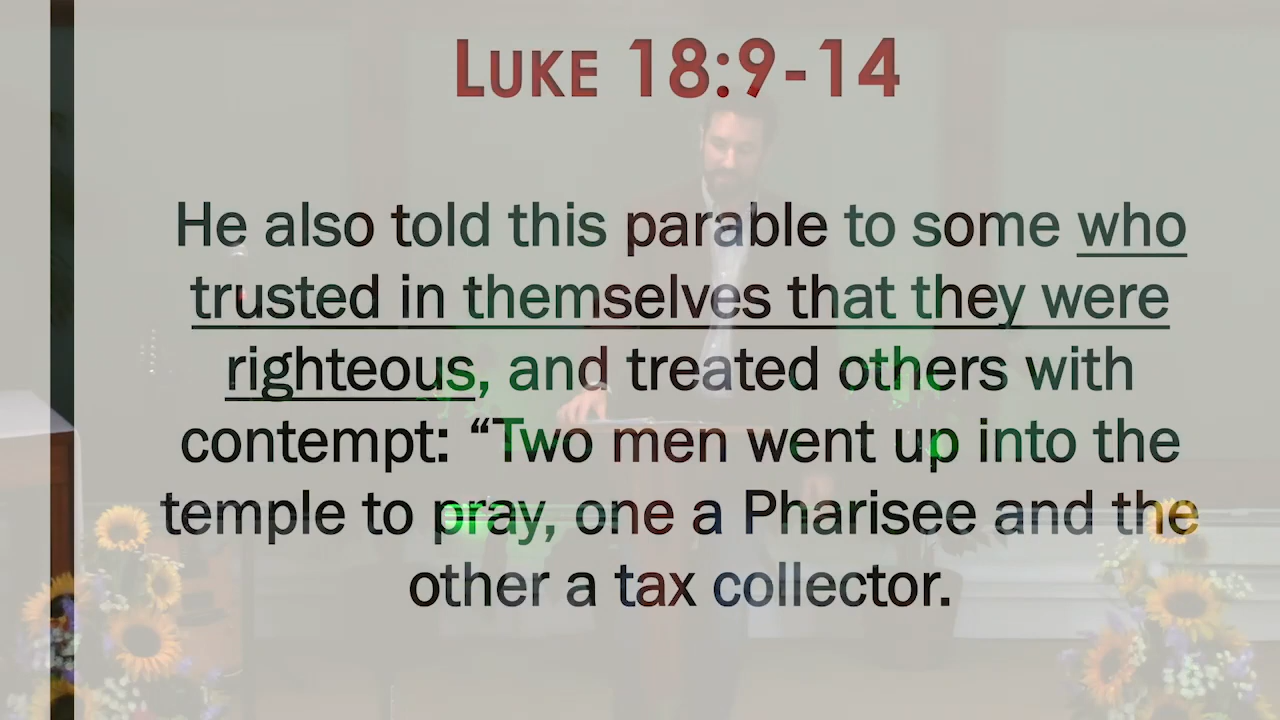 LUKE 18:9-14
He also told this parable to some who
trusted in themselves that they were
righteous, and treated others with
contempt: “Two men went up into the
temple to pray, one a Pharisee and the
other a tax collector.